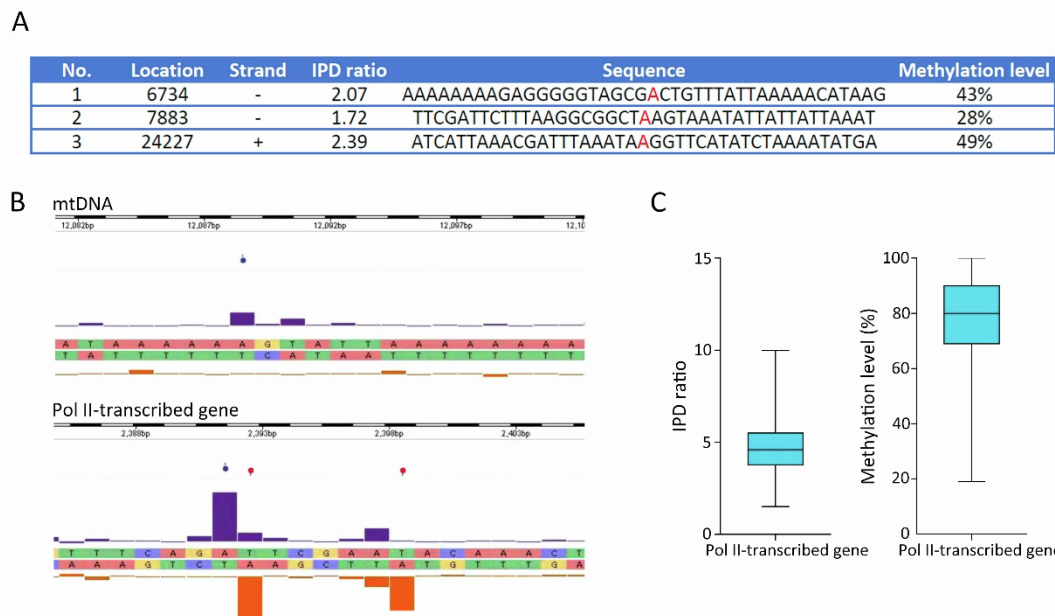 A
No. Location Strand IPD ratio Sequence Methylation level
1 6734 - 2.07 AAAAAAAAGAGGGGGTAGCGACTGTTTATTAAAAACATAAG 43%
2 7883 - 1.72 TTCGATTCTTTAAGGCGGCTAAGTAAATATTATTATTAAAT 28%
3 24227 + 2.39 ATCATTAAACGATTTAAATAAGGTTCATATCTAAAATATGA 49%
B
mtDNA
12,082bp 12,087bp 12,092bp 12,097bp 12,10
A T A A A A A A G T A T T A A A A A A A A
T A T T T T T T C A T A A T T T T T T T T
Pol II-transcribed gene
2,388bp 2,393bp 2,398bp 2,403bp
T T T C A G A T T C G A A T A C A A A C T
A A A G T C T A A G C T T A T G T T T G A
C
15
10
5
0
IPD ratio
Pol II-transcribed gene
100
80
60
40
20
0
Methylation level (%)
Pol II-transcribed gene